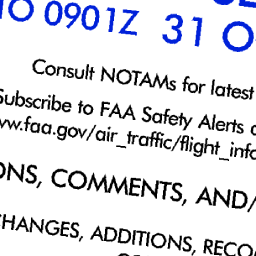 TO 0901Z 31 O
Consult NOTAMs for latest
Subscribe to FAA Safety Alerts
www.faa.gov/air_traffic/flight_info
ONS, COMMENTS, AND/
CHANGES, ADDITIONS, RECO